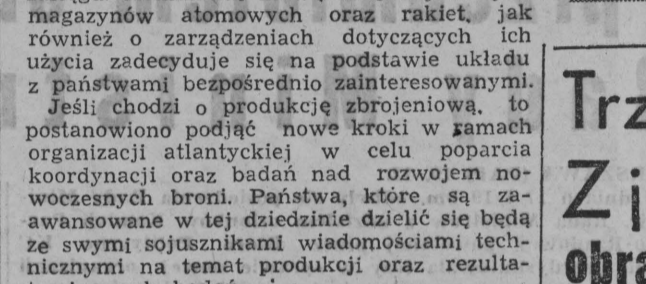 magazynów atomowych oraz rakiet, jak
również o zarządzeniach dotyczących ich
użycia zadecyduje się na podstawie układu
z państwami bezpośrednio zainteresowanymi.
Jeśli chodzi o produkcję zbrojeniową, to
postanowiono podjąć nowe kroki w ramach
organizacji atlantyckiej w celu poparcia
koordynacji oraz badań nad rozwojem no-
woczesnych broni. Państwa, które są za-
awansowane w tej dziedzinie dzielić się będą
ze swymi sojusznikami wiadomościami tech-
nicznymi na temat produkcji oraz rezulta-
Trz
Zj
obra